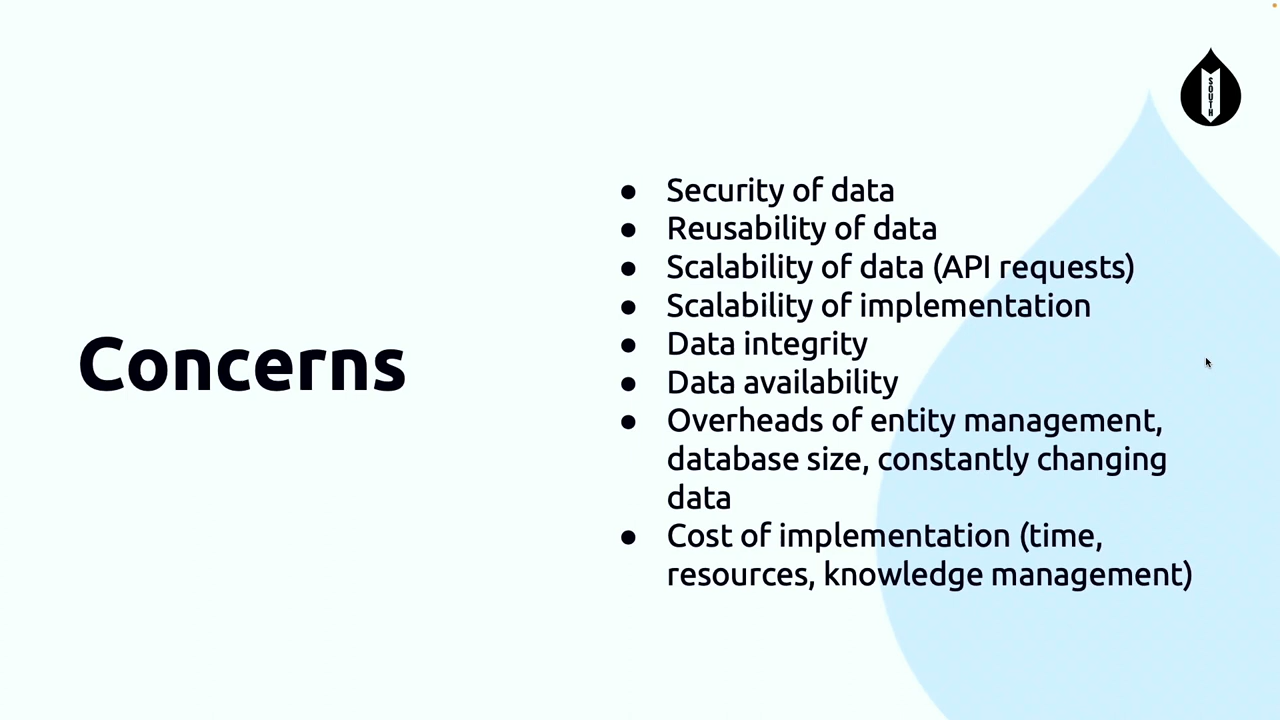 SOUTH
Concerns
● Security of data
● Reusability of data
● Scalability of data (API requests)
● Scalability of implementation
● Data integrity
● Data availability
● Overheads of entity management,
database size, constantly changing
data
● Cost of implementation (time,
resources, knowledge management)